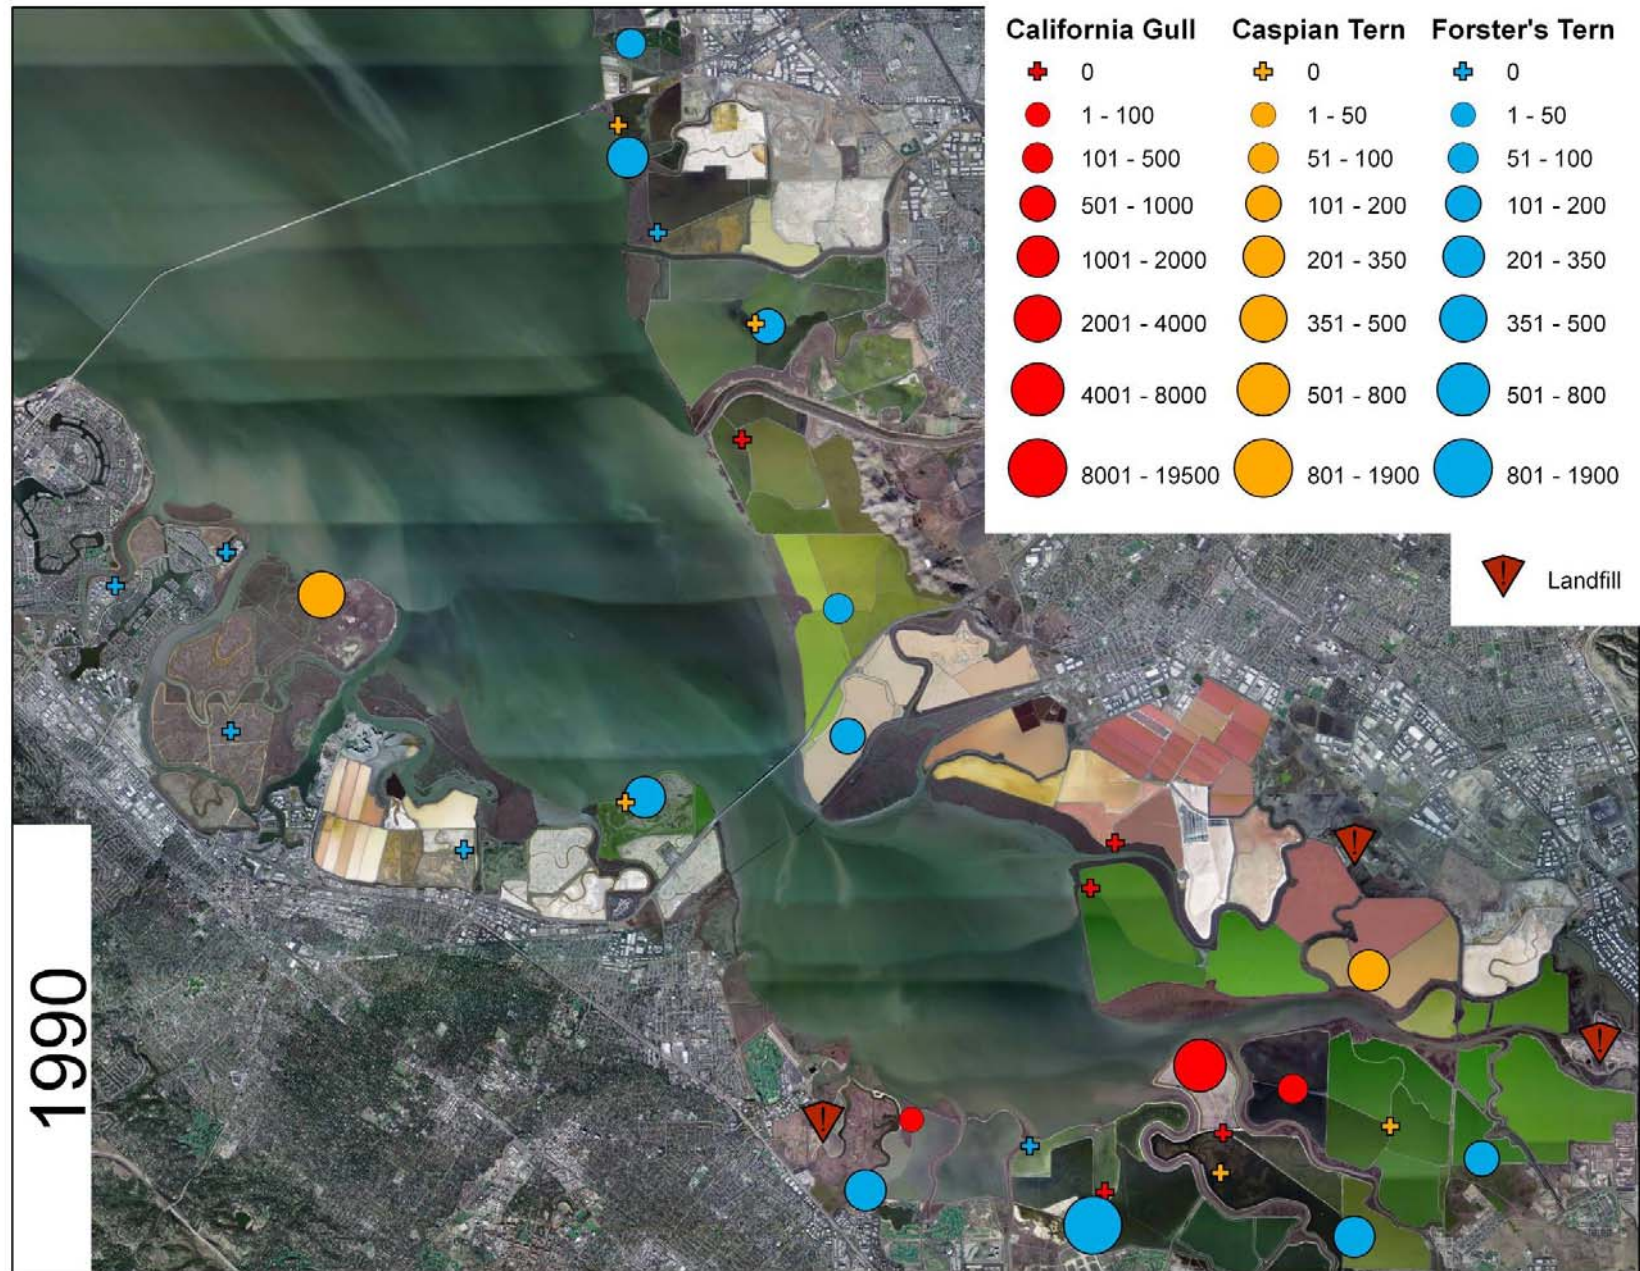 California Gull Caspian Tern Forster's Tern
0 0 0
1 - 100 1 - 50 1 - 50
101 - 500 51 - 100 51 - 100
501 - 1000 101 - 200 101 - 200
1001 - 2000 201 - 350 201 - 350
2001 - 4000 351 - 500 351 - 500
4001 - 8000 501 - 800 501 - 800
8001 - 19500 801 - 1900 801 - 1900
! Landfill
!
!
!
1990